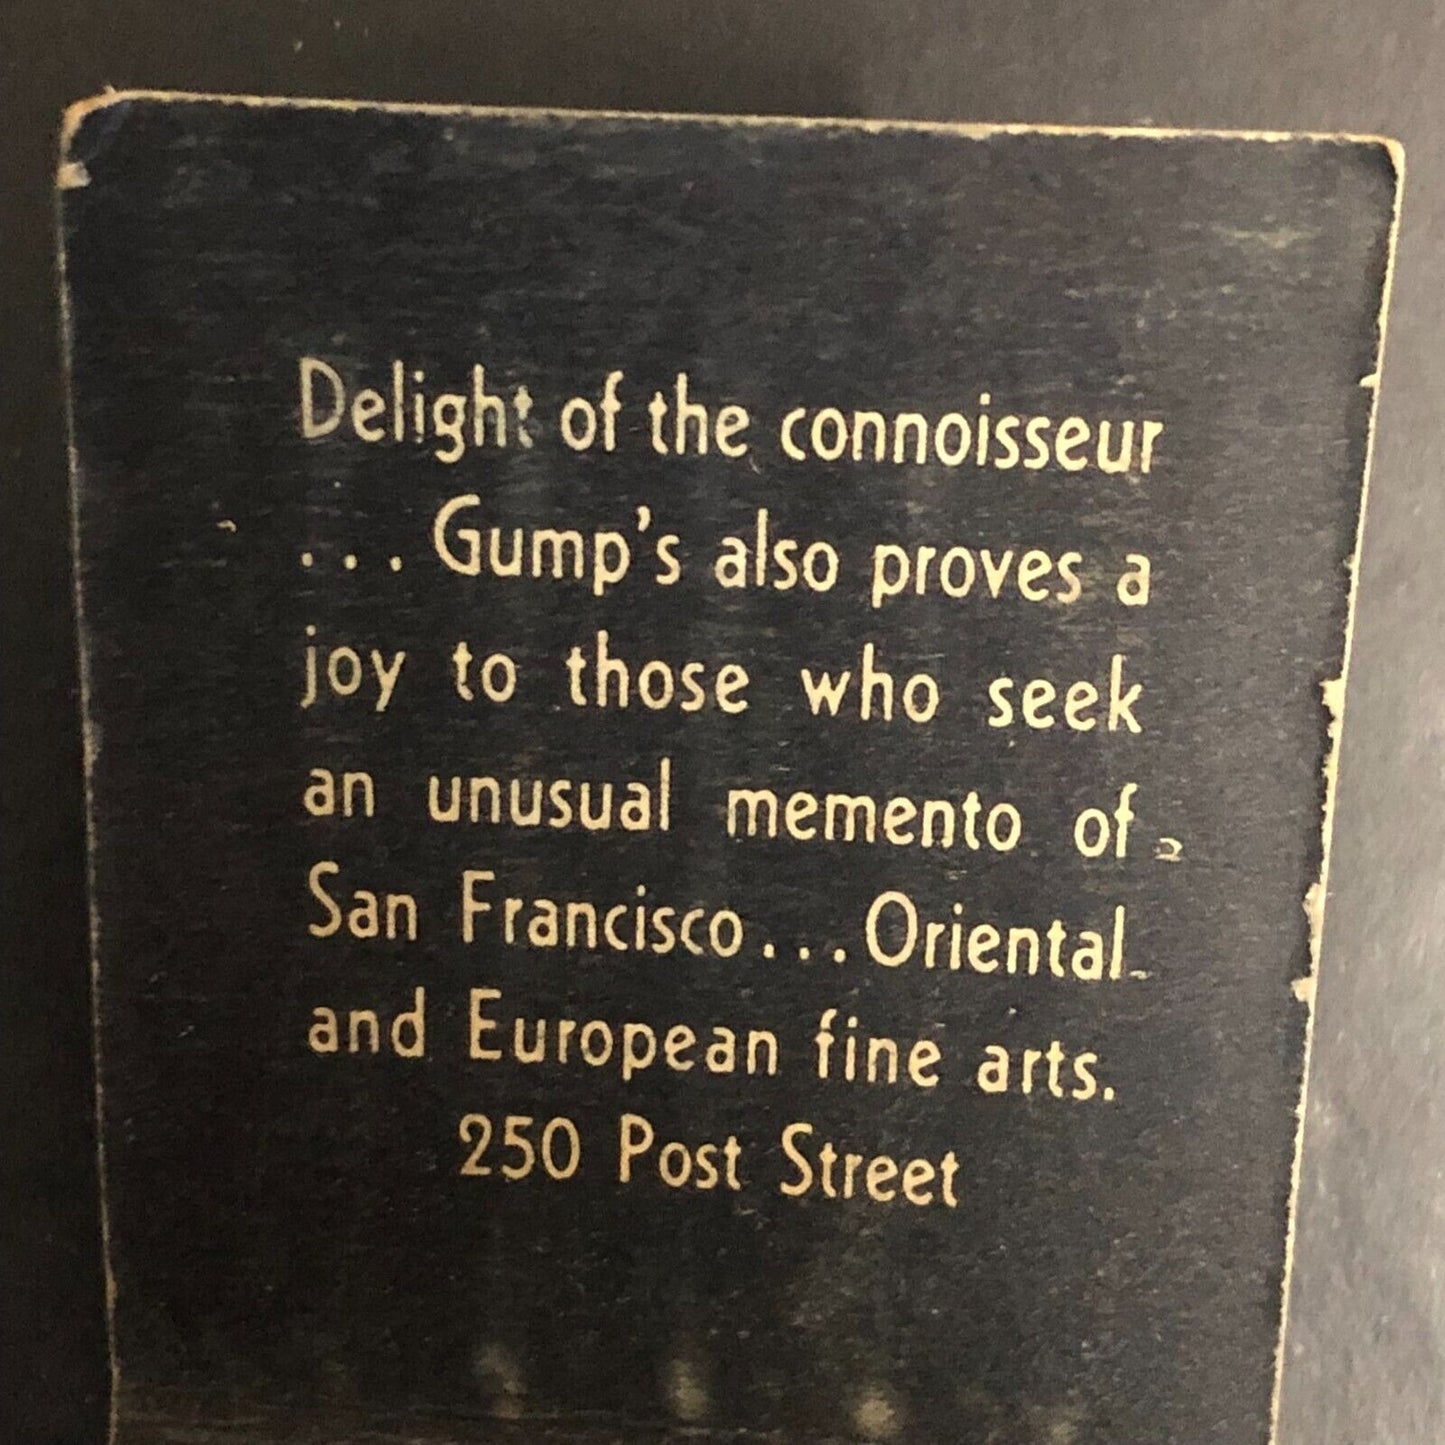 Delight of the connoisseur
... Gump's also proves a
joy to those who seek
an unusual memento of
San Francisco...Oriental
and European fine arts.
250 Post Street